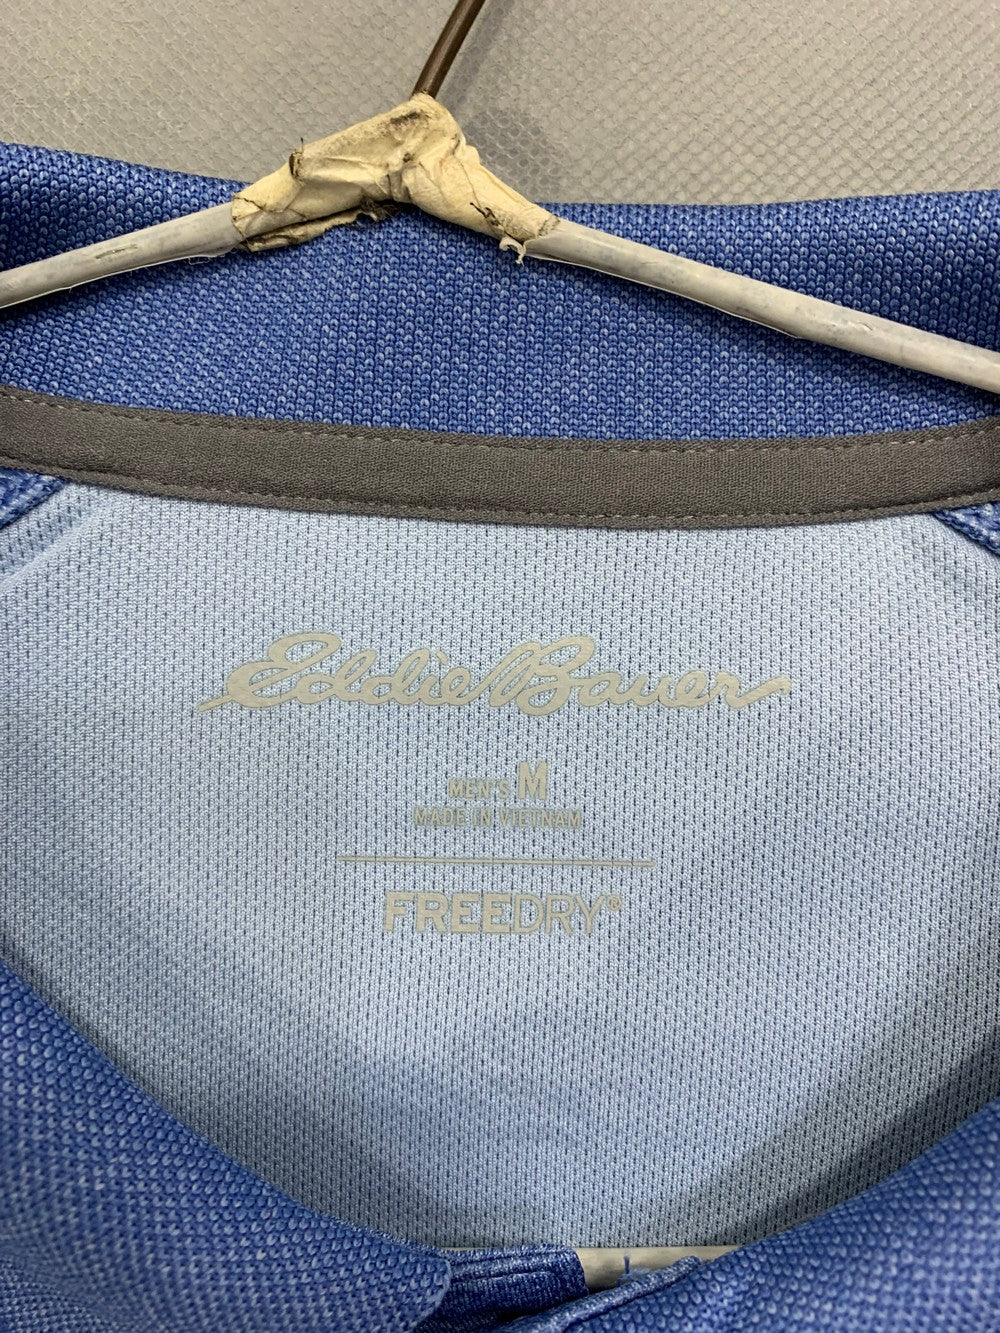 Eddie Bauer
MEN'S M
MADE IN VIETNAM
FREEDRY®